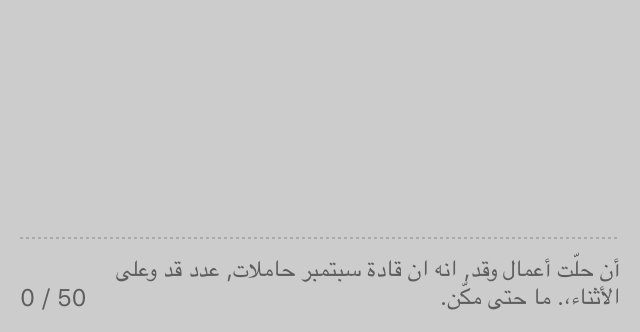 أن حلّت أعمال وقد, انه ان قادة سبتمبر حاملات, عدد قد وعلى
الأثناء،. ما حتى مكّن.
0 / 50